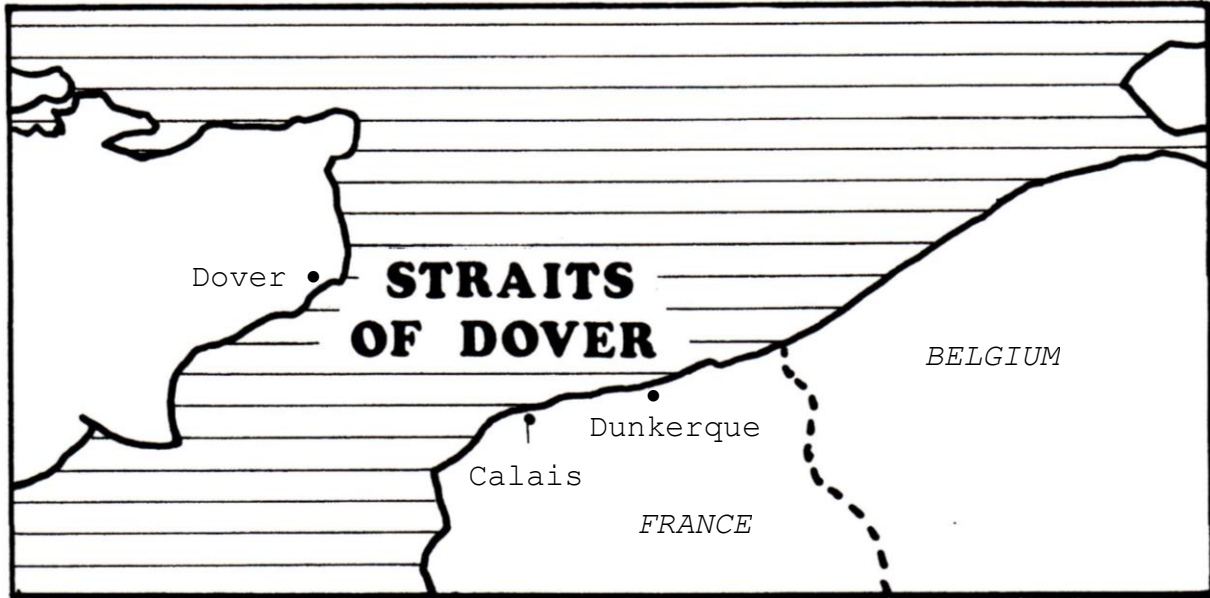 Dover
STRAITS
OF DOVER
BELGIUM
Dunkerque
Calais
FRANCE